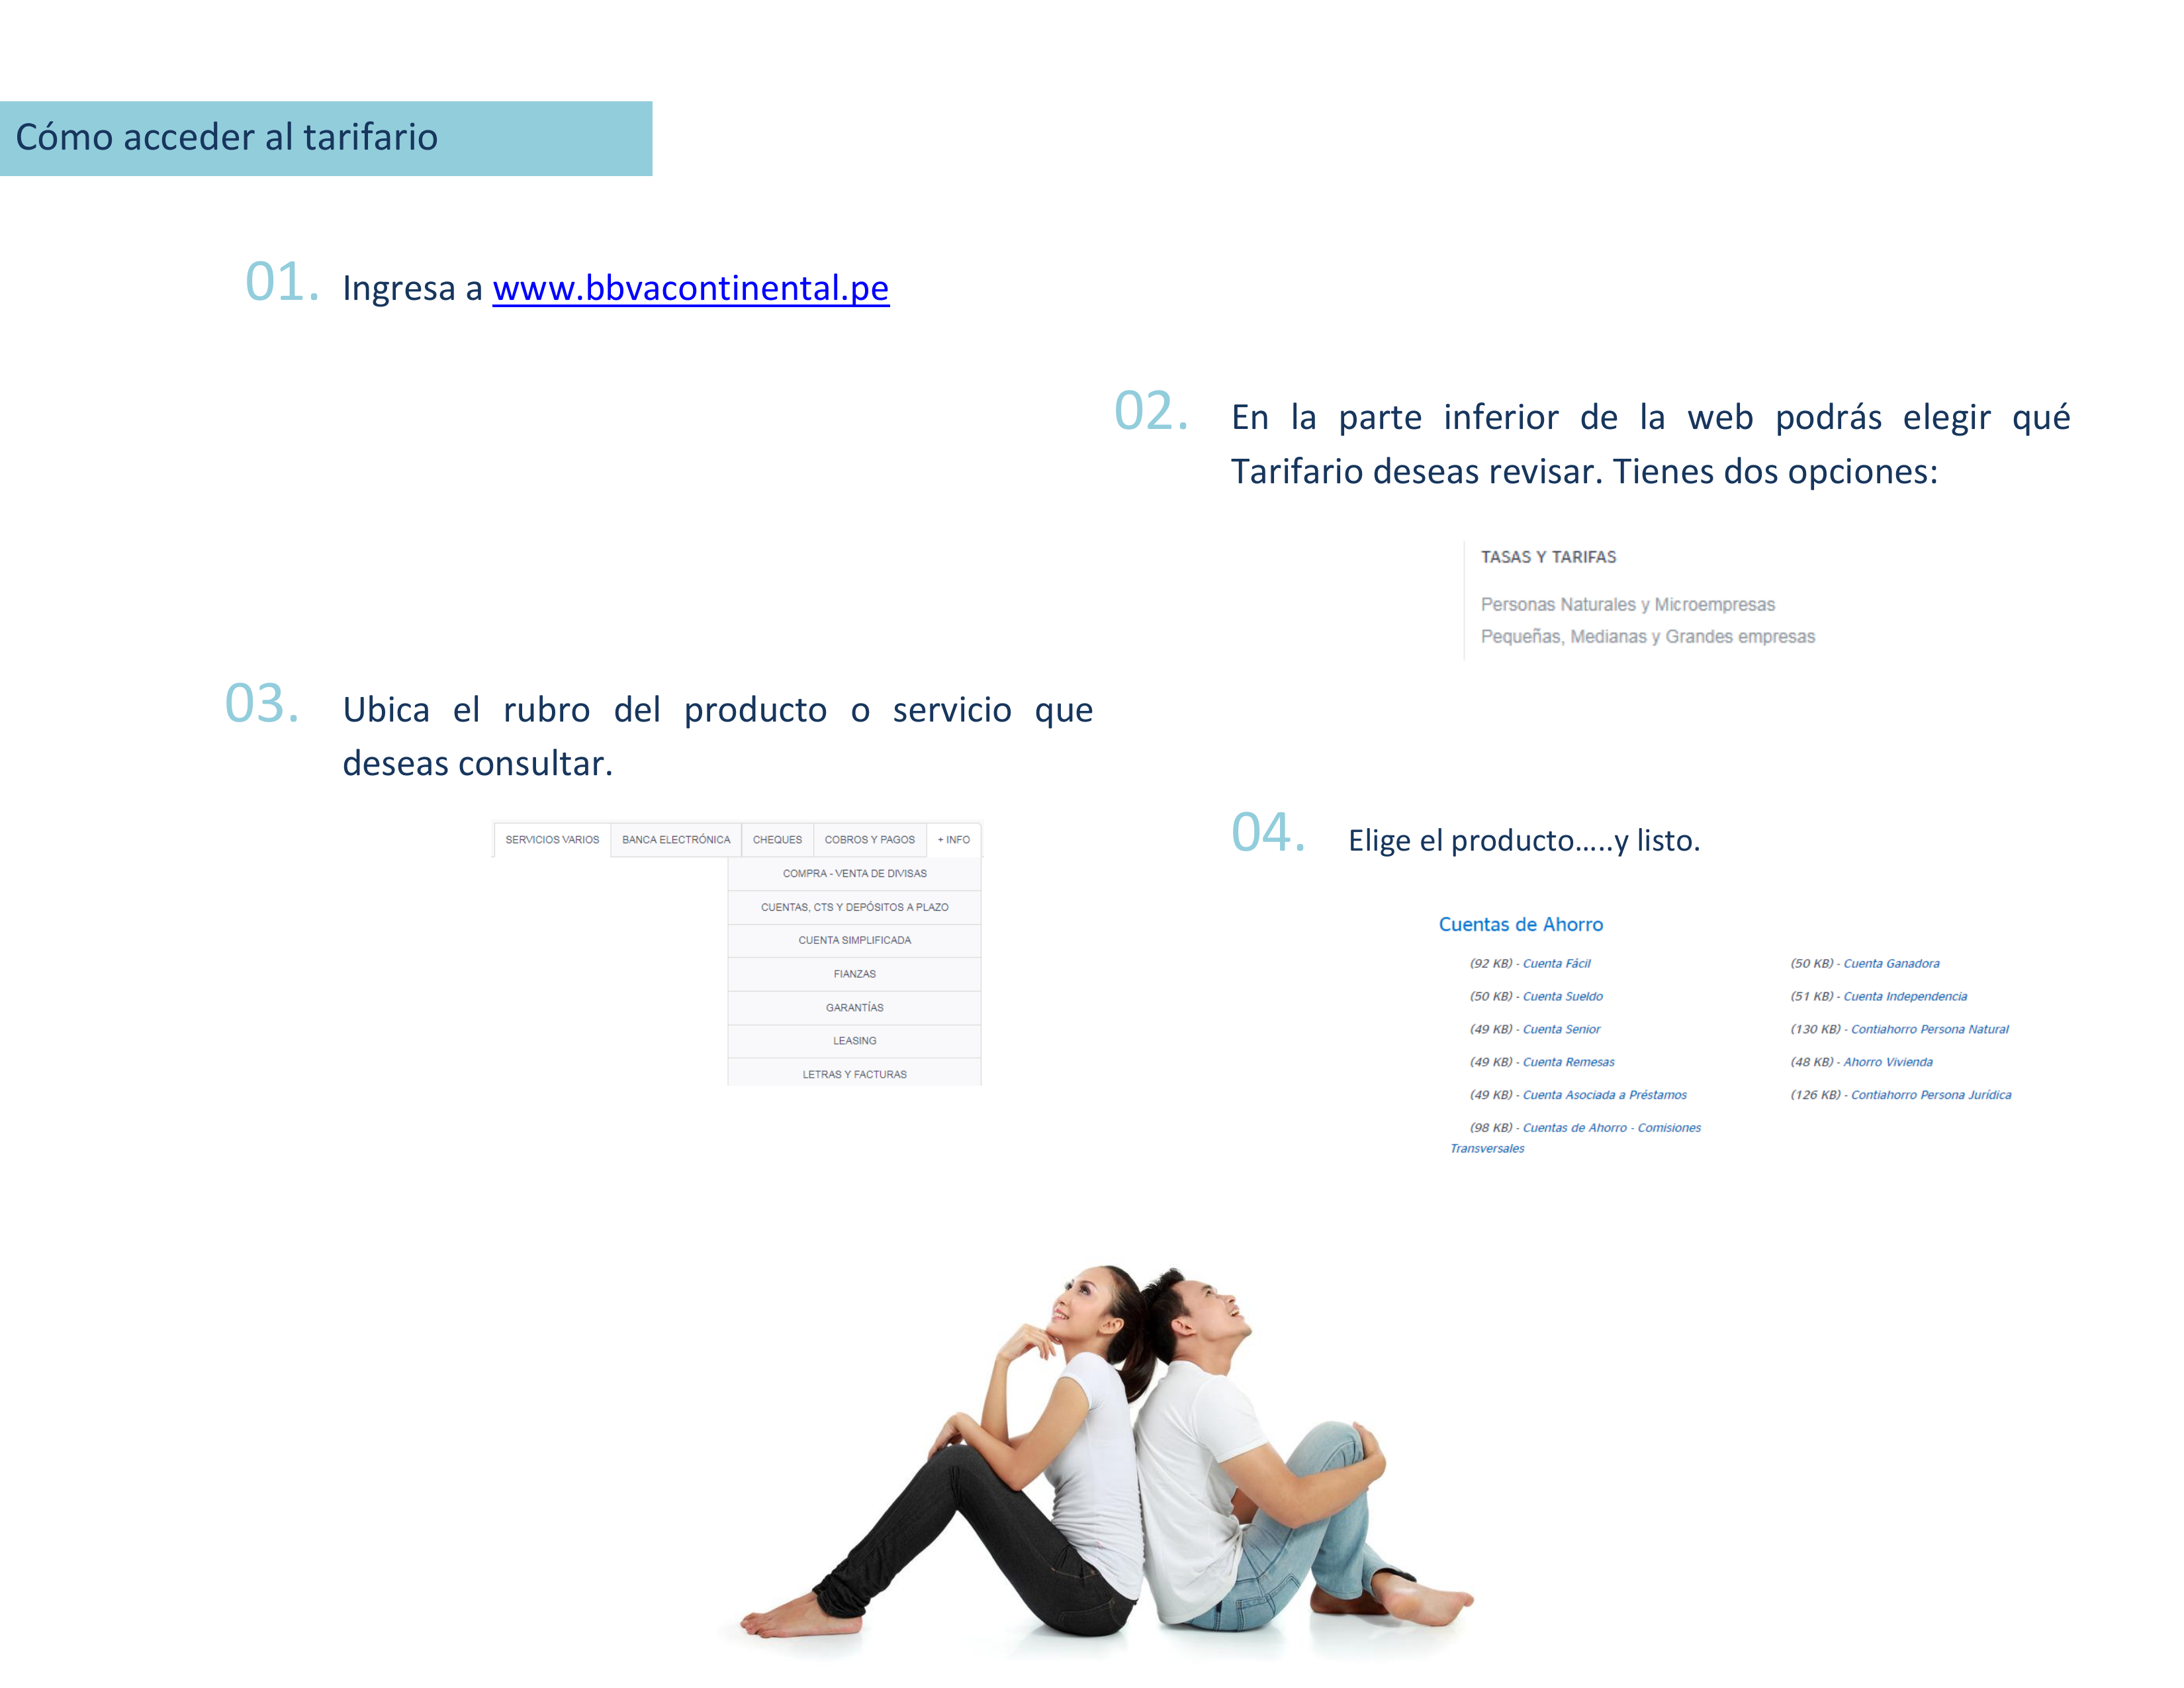 Cómo acceder al tarifario
01. Ingresa a www.bbvacontinental.pe
02. En la parte inferior de la web podrás elegir qué
Tarifario deseas revisar. Tienes dos opciones:
TASAS Y TARIFAS
Personas Naturales y Microempresas
Pequeñas, Medianas y Grandes empresas
03. Ubica el rubro del producto o servicio que
deseas consultar.
SERVICIOS VARIOS BANCA ELECTRÓNICA CHEQUES COBROS Y PAGOS + INFO
COMPRA - VENTA DE DIVISAS
CUENTAS, CTS Y DEPÓSITOS A PLAZO
CUENTA SIMPLIFICADA
FIANZAS
GARANTÍAS
LEASING
LETRAS Y FACTURAS
04. Elige el producto.....y listo.
Cuentas de Ahorro
(92 KB) - Cuenta Fácil
(50 KB) - Cuenta Sueldo
(49 KB) - Cuenta Senior
(49 KB) - Cuenta Remesas
(49 KB) - Cuenta Asociada a Préstamos
(98 KB) - Cuentas de Ahorro - Comisiones
Transversales
(50 KB) - Cuenta Ganadora
(51 KB) - Cuenta Independencia
(130 KB) - Contiahorro Persona Natural
(48 KB) - Ahorro Vivienda
(126 KB) - Contiahorro Persona Jurídica